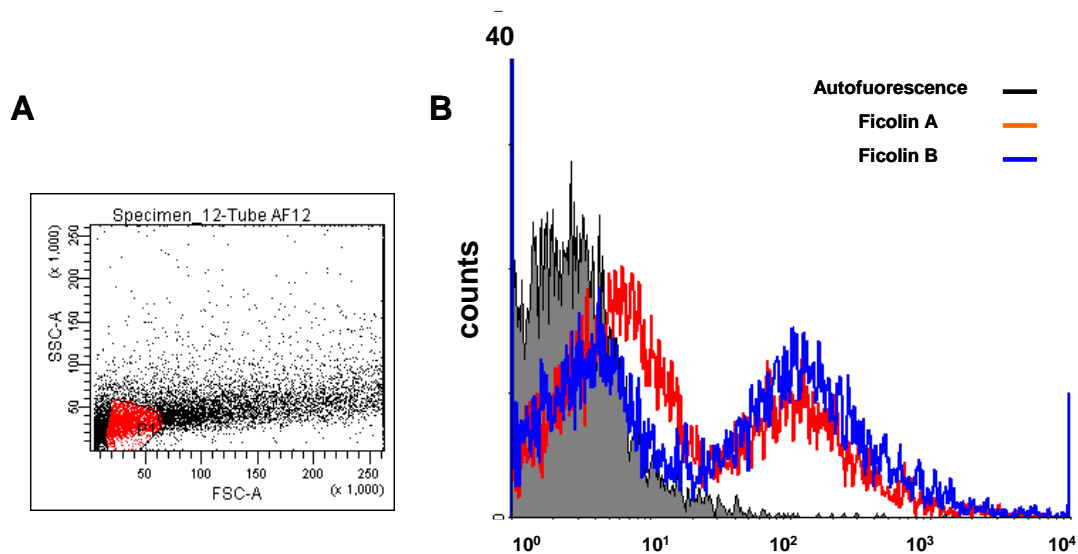 A
Specimen_12-Tube AF12
(x 1,000)
250
200
150
100
50
SSC-A
P1
50 100 150 200 250
FSC-A
(x 1,000)
B
40
counts
0
Autofuorescence
Ficolin A
Ficolin B
10⁰ 10¹ 10² 10³ 10⁴